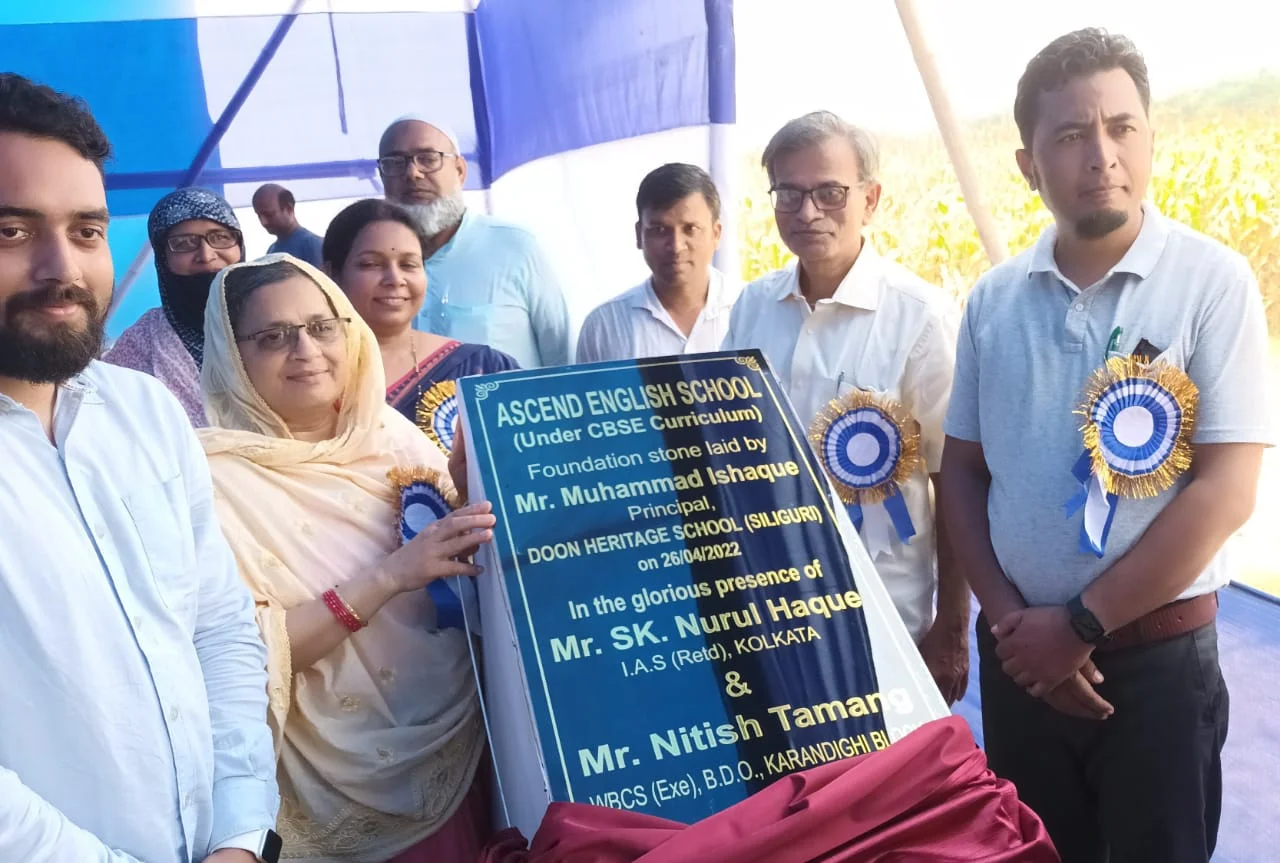 ASCEND ENGLISH SCHOOL
(Under CBSE Curriculum)
Foundation stone laid by
Mr. Muhammad Ishaque
Principal,
DOON HERITAGE SCHOOL (SILIGURI)
on 26/04/2022
In the glorious presence of
Mr. SK. Nurul Haque
I.A.S (Retd), KOLKATA
&
Mr. Nitish Tamang
WBCS (Exe), B.D.O., KARANDIGHI